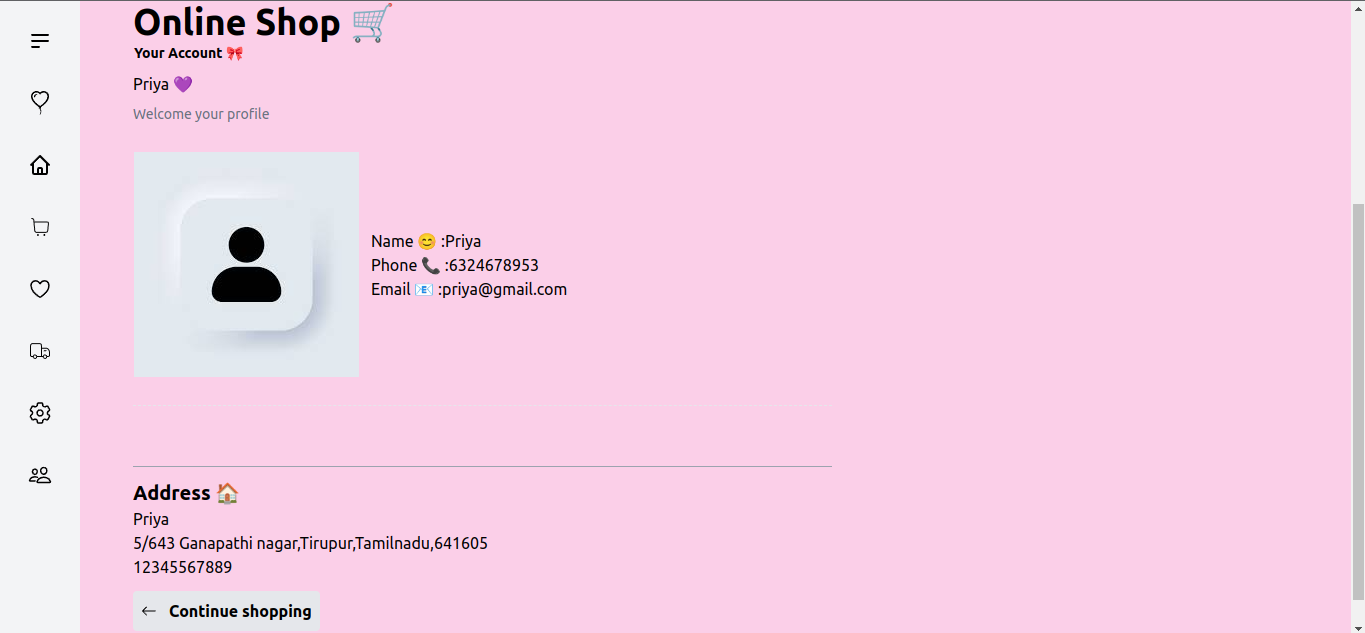 Online Shop 🛒
Your Account 🎀
Priya 💜
Welcome your profile
Name 😊 :Priya
Phone 📞 :6324678953
Email 📧 :priya@gmail.com
Address 🏠
Priya
5/643 Ganapathi nagar,Tirupur,Tamilnadu,641605
12345567889
← Continue shopping